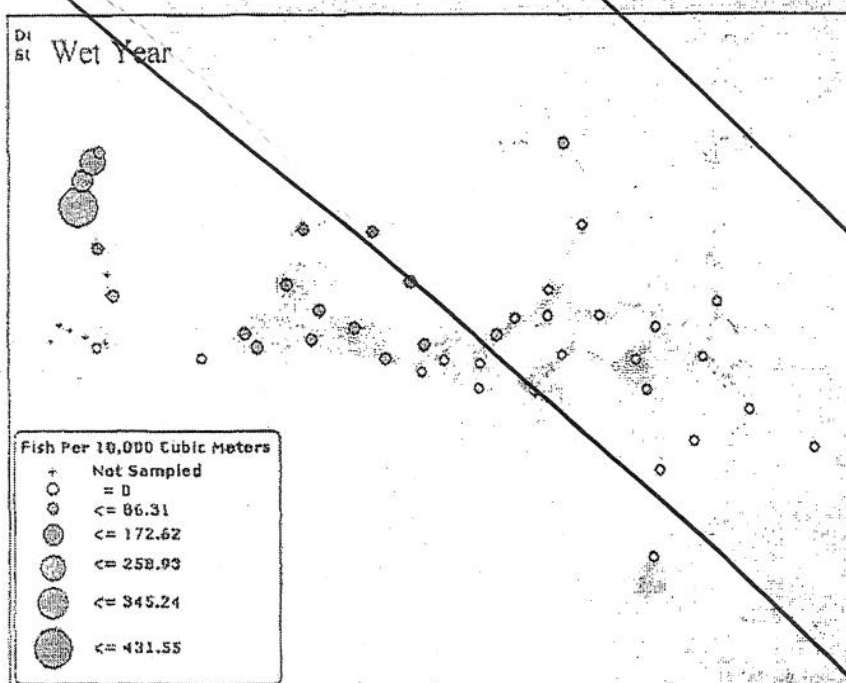 Wet Year
Fish Per 10,000 Cubic Meters
Not Sampled
= 0
<= 86.31
<= 172.62
<= 258.93
<= 345.24
<= 431.55